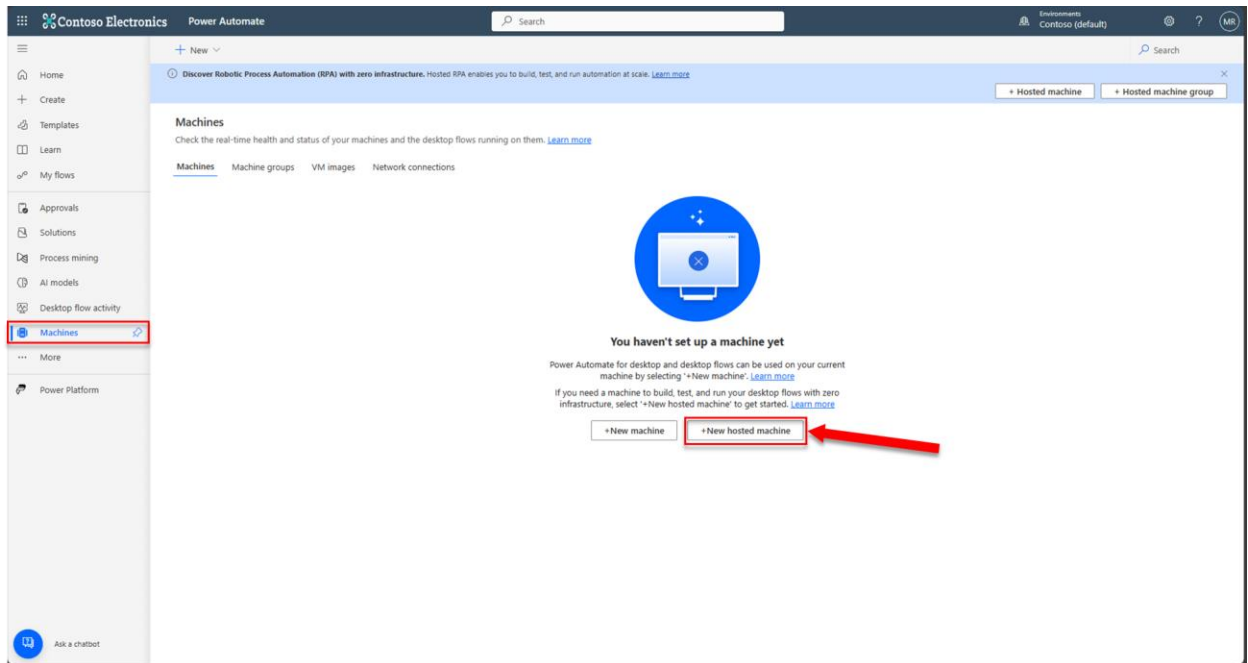 Contoso Electronics Power Automate
Search
Environments
Contoso (default)
?
MR
+ New
Search
Home
Create
Templates
Learn
My flows
Approvals
Solutions
Process mining
AI models
Desktop flow activity
Machines
More
Power Platform
Ask a chatbot
Discover Robotic Process Automation (RPA) with zero infrastructure. Hosted RPA enables you to build, test, and run automation at scale. Learn more
+ Hosted machine
+ Hosted machine group
Machines
Check the real-time health and status of your machines and the desktop flows running on them. Learn more
Machines Machine groups VM images Network connections
You haven't set up a machine yet
Power Automate for desktop and desktop flows can be used on your current
machine by selecting '+New machine'. Learn more
If you need a machine to build, test, and run your desktop flows with zero
infrastructure, select '+New hosted machine' to get started. Learn more
+New machine
+New hosted machine